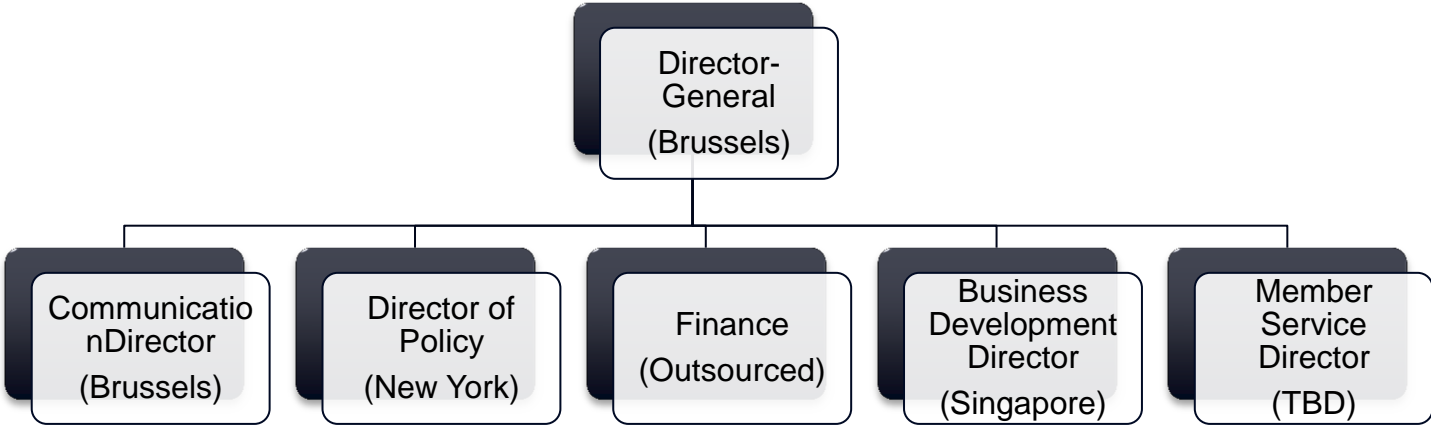 Director-
General
(Brussels)
Communicatio
nDirector
(Brussels)
Director of
Policy
(New York)
Finance
(Outsourced)
Business
Development
Director
(Singapore)
Member
Service
Director
(TBD)